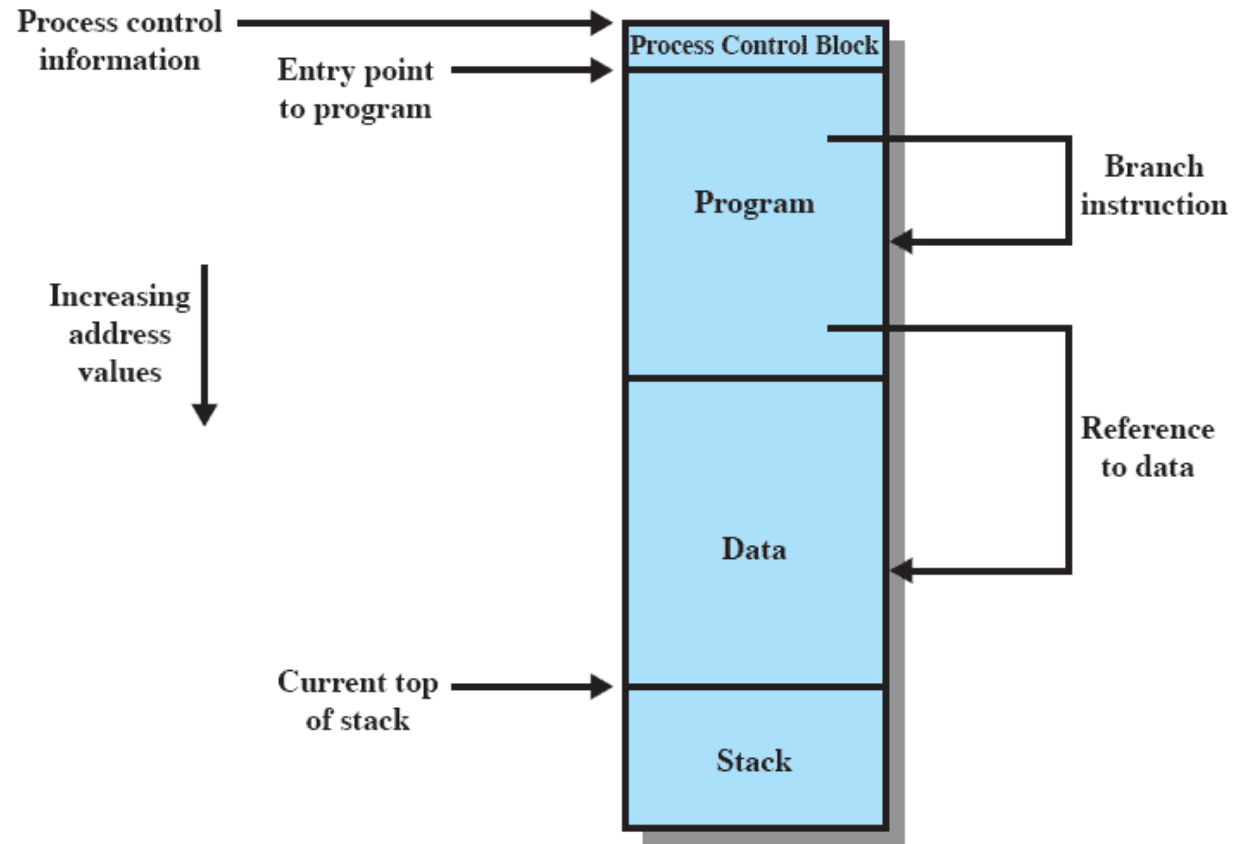 Process control
information
Process Control Block
Entry point
to program
Program
Branch
instruction
Increasing
address
values
Reference
to data
Data
Current top
of stack
Stack